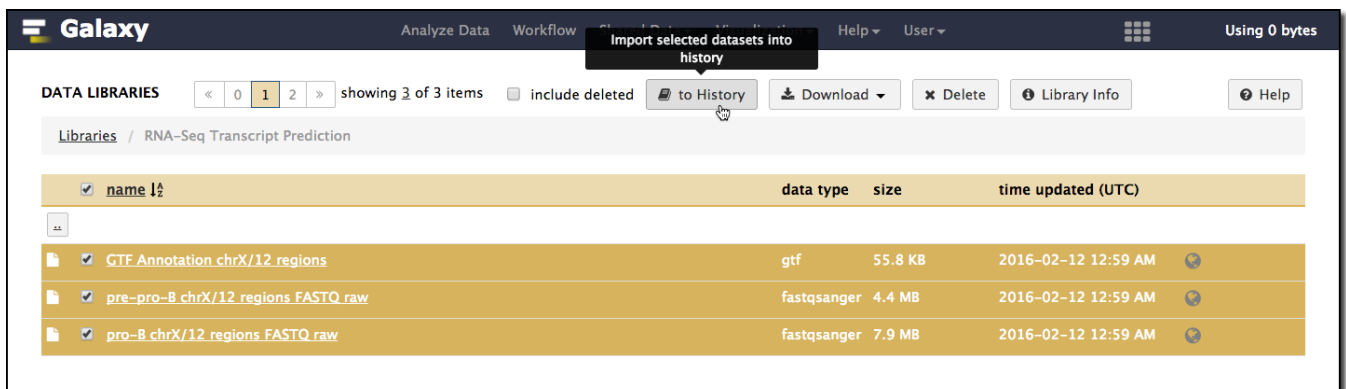 Galaxy Analyze Data Workflow Help User Using 0 bytes
Import selected datasets into
history
DATA LIBRARIES « 0 1 2 » showing 3 of 3 items include deleted to History Download Delete Library Info Help
Libraries / RNA-Seq Transcript Prediction
name data type size time updated (UTC)
..
GTF Annotation chrX/12 regions gtf 55.8 KB 2016-02-12 12:59 AM
pre-pro-B chrX/12 regions FASTQ raw fastqsanger 4.4 MB 2016-02-12 12:59 AM
pro-B chrX/12 regions FASTQ raw fastqsanger 7.9 MB 2016-02-12 12:59 AM